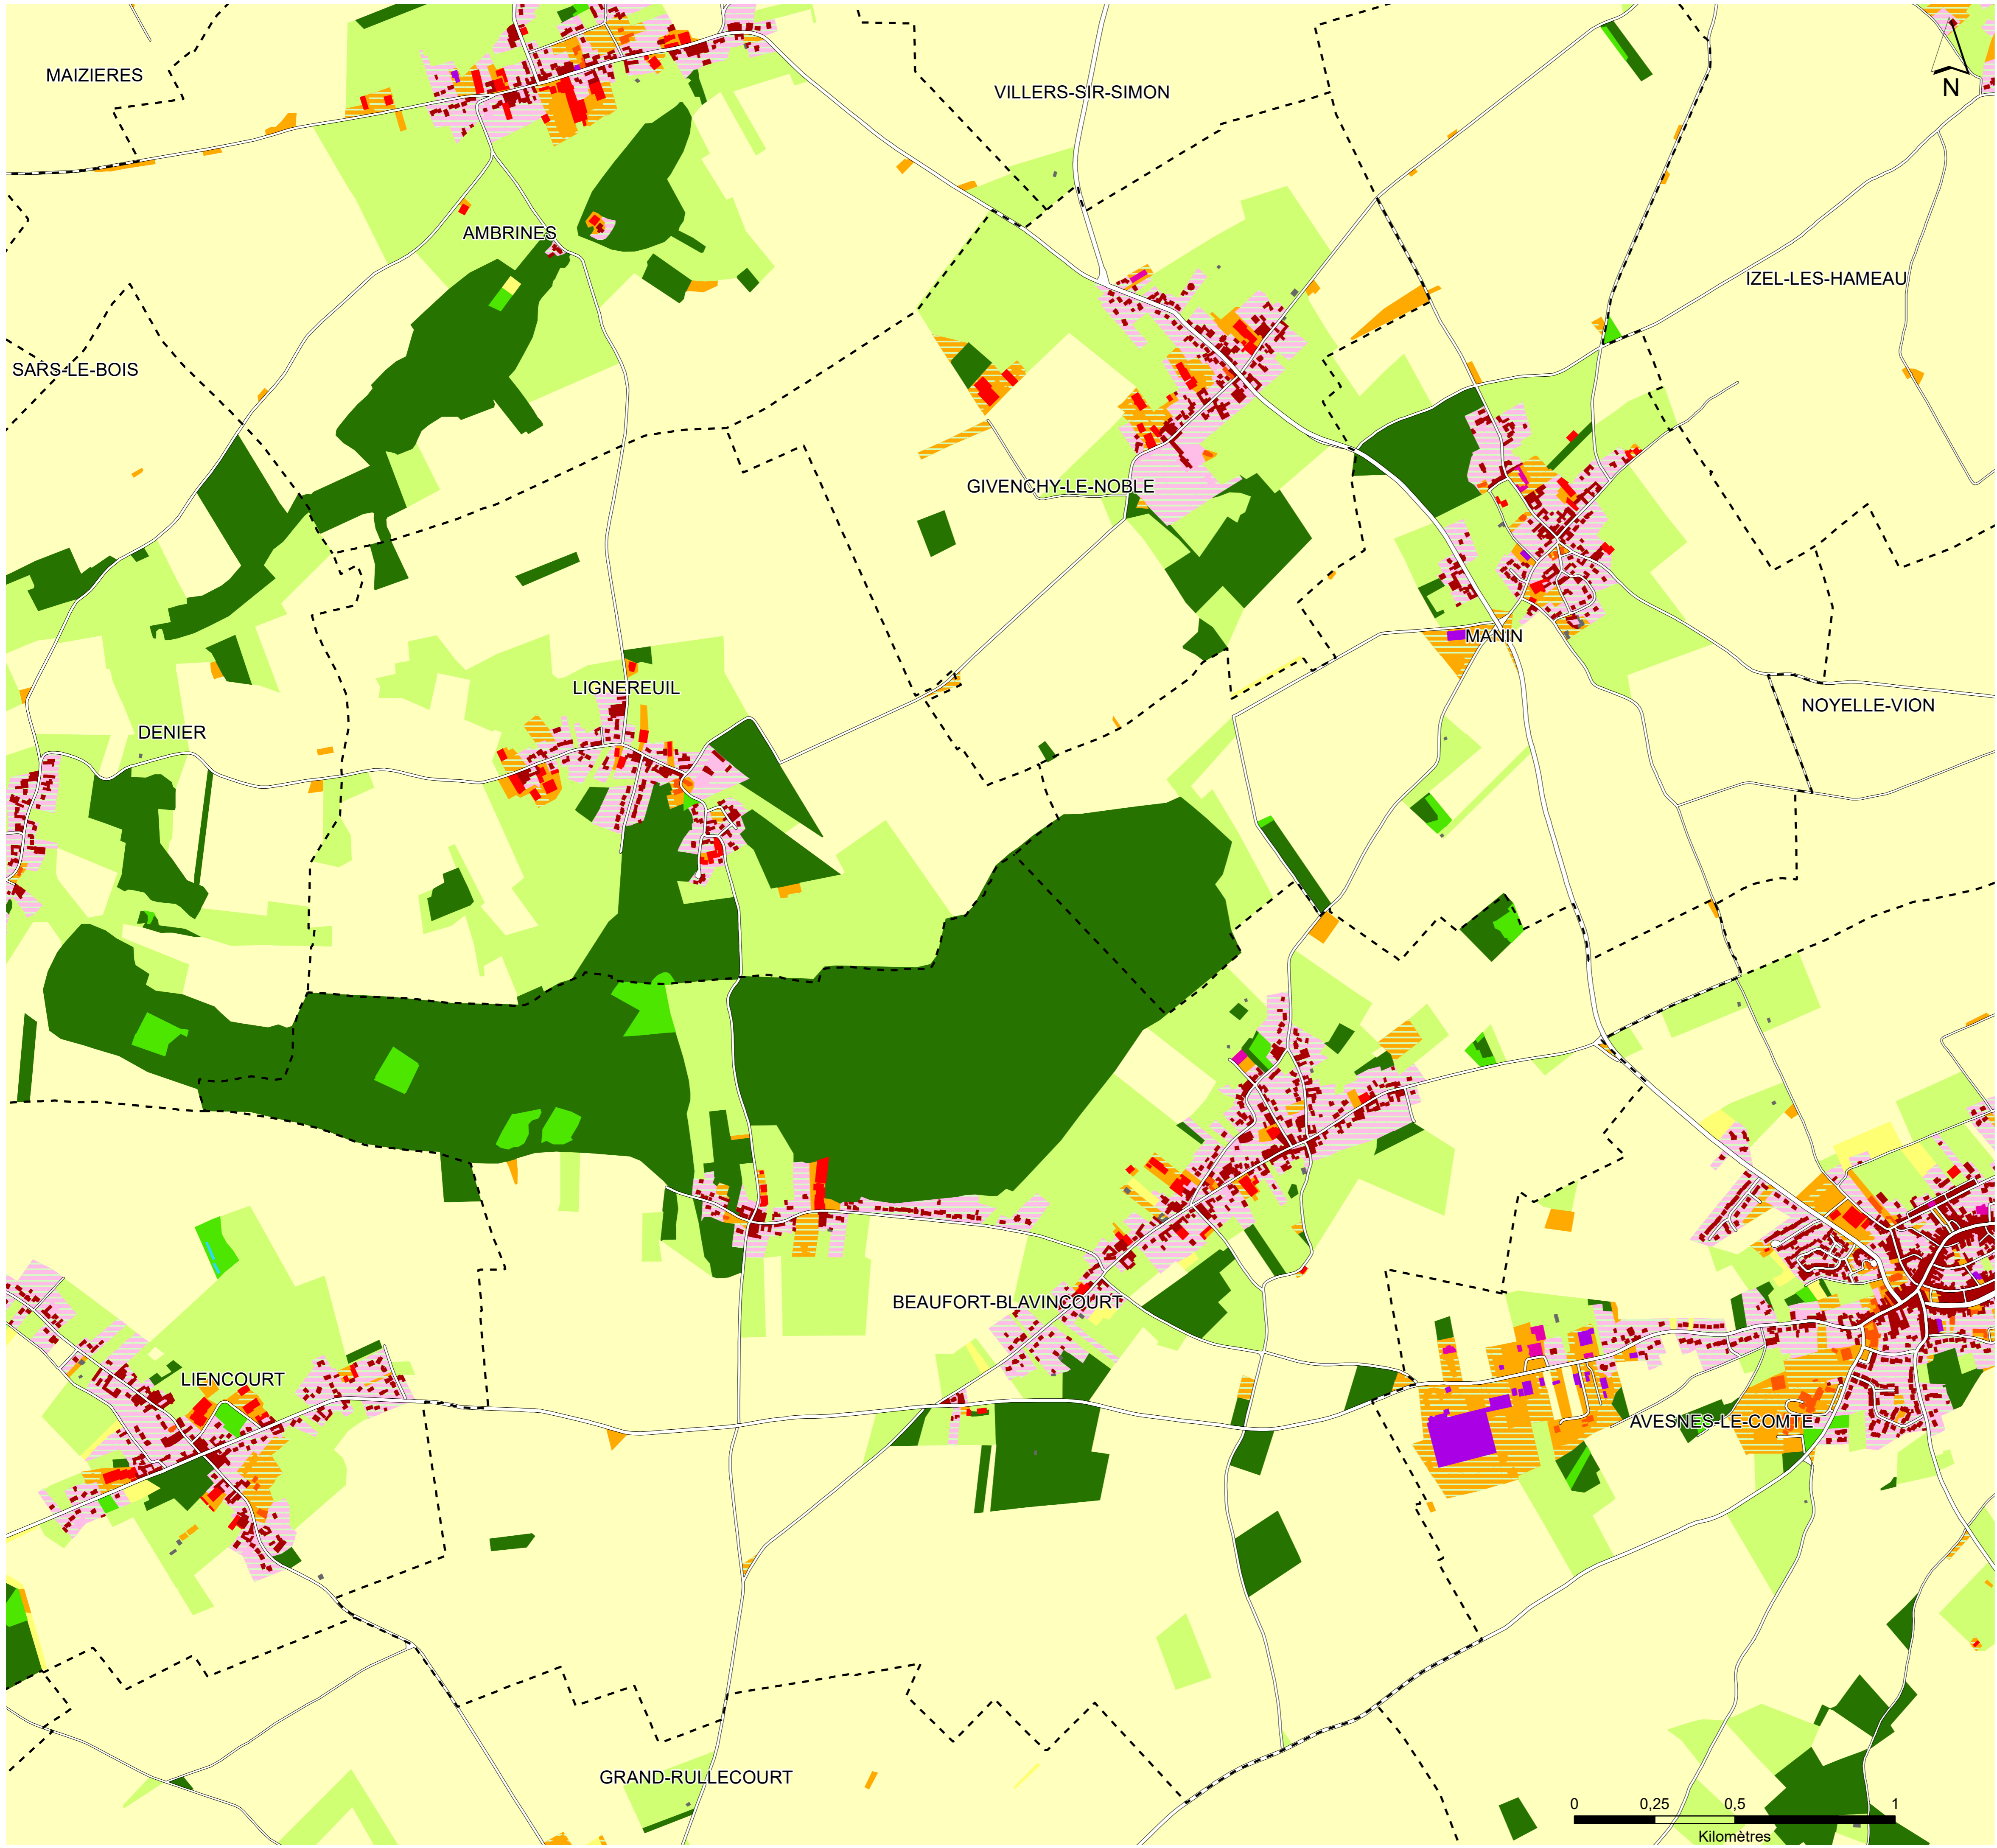 MAIZIERES
VILLERS-SIR-SIMON
N
AMBRINES
IZEL-LES-HAMEAU
SARS-LE-BOIS
GIVENCHY-LE-NOBLE
MANIN
LIGNEREUIL
NOYELLE-VION
DENIER
BEAUFORT-BLAVINCOURT
LIENCOURT
AVESNES-LE-COMTE
GRAND-RULLECOURT
0 0,25 0,5 1
Kilomètres